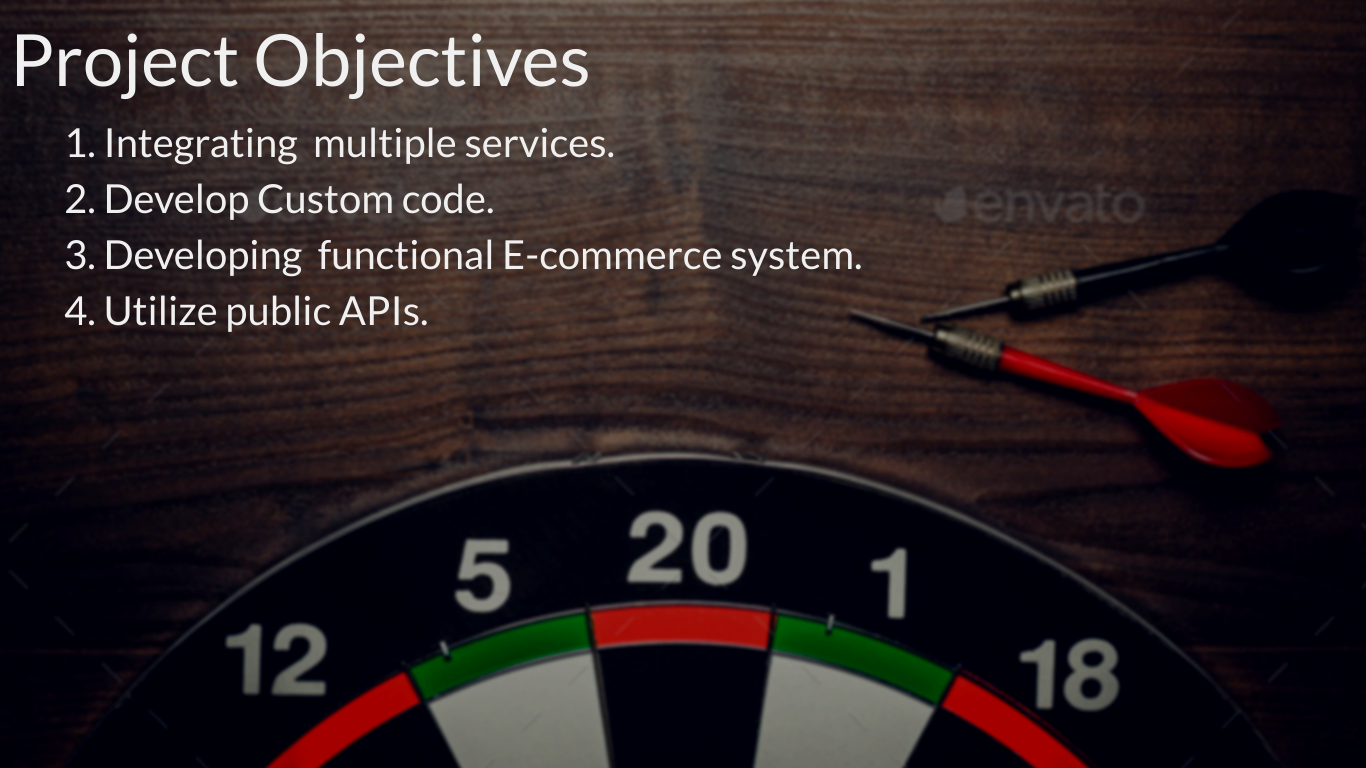 Project Objectives
1. Integrating  multiple services.
2. Develop Custom code.
3. Developing  functional E-commerce system.
4. Utilize public APIs.
envato
5
20
1
12
18